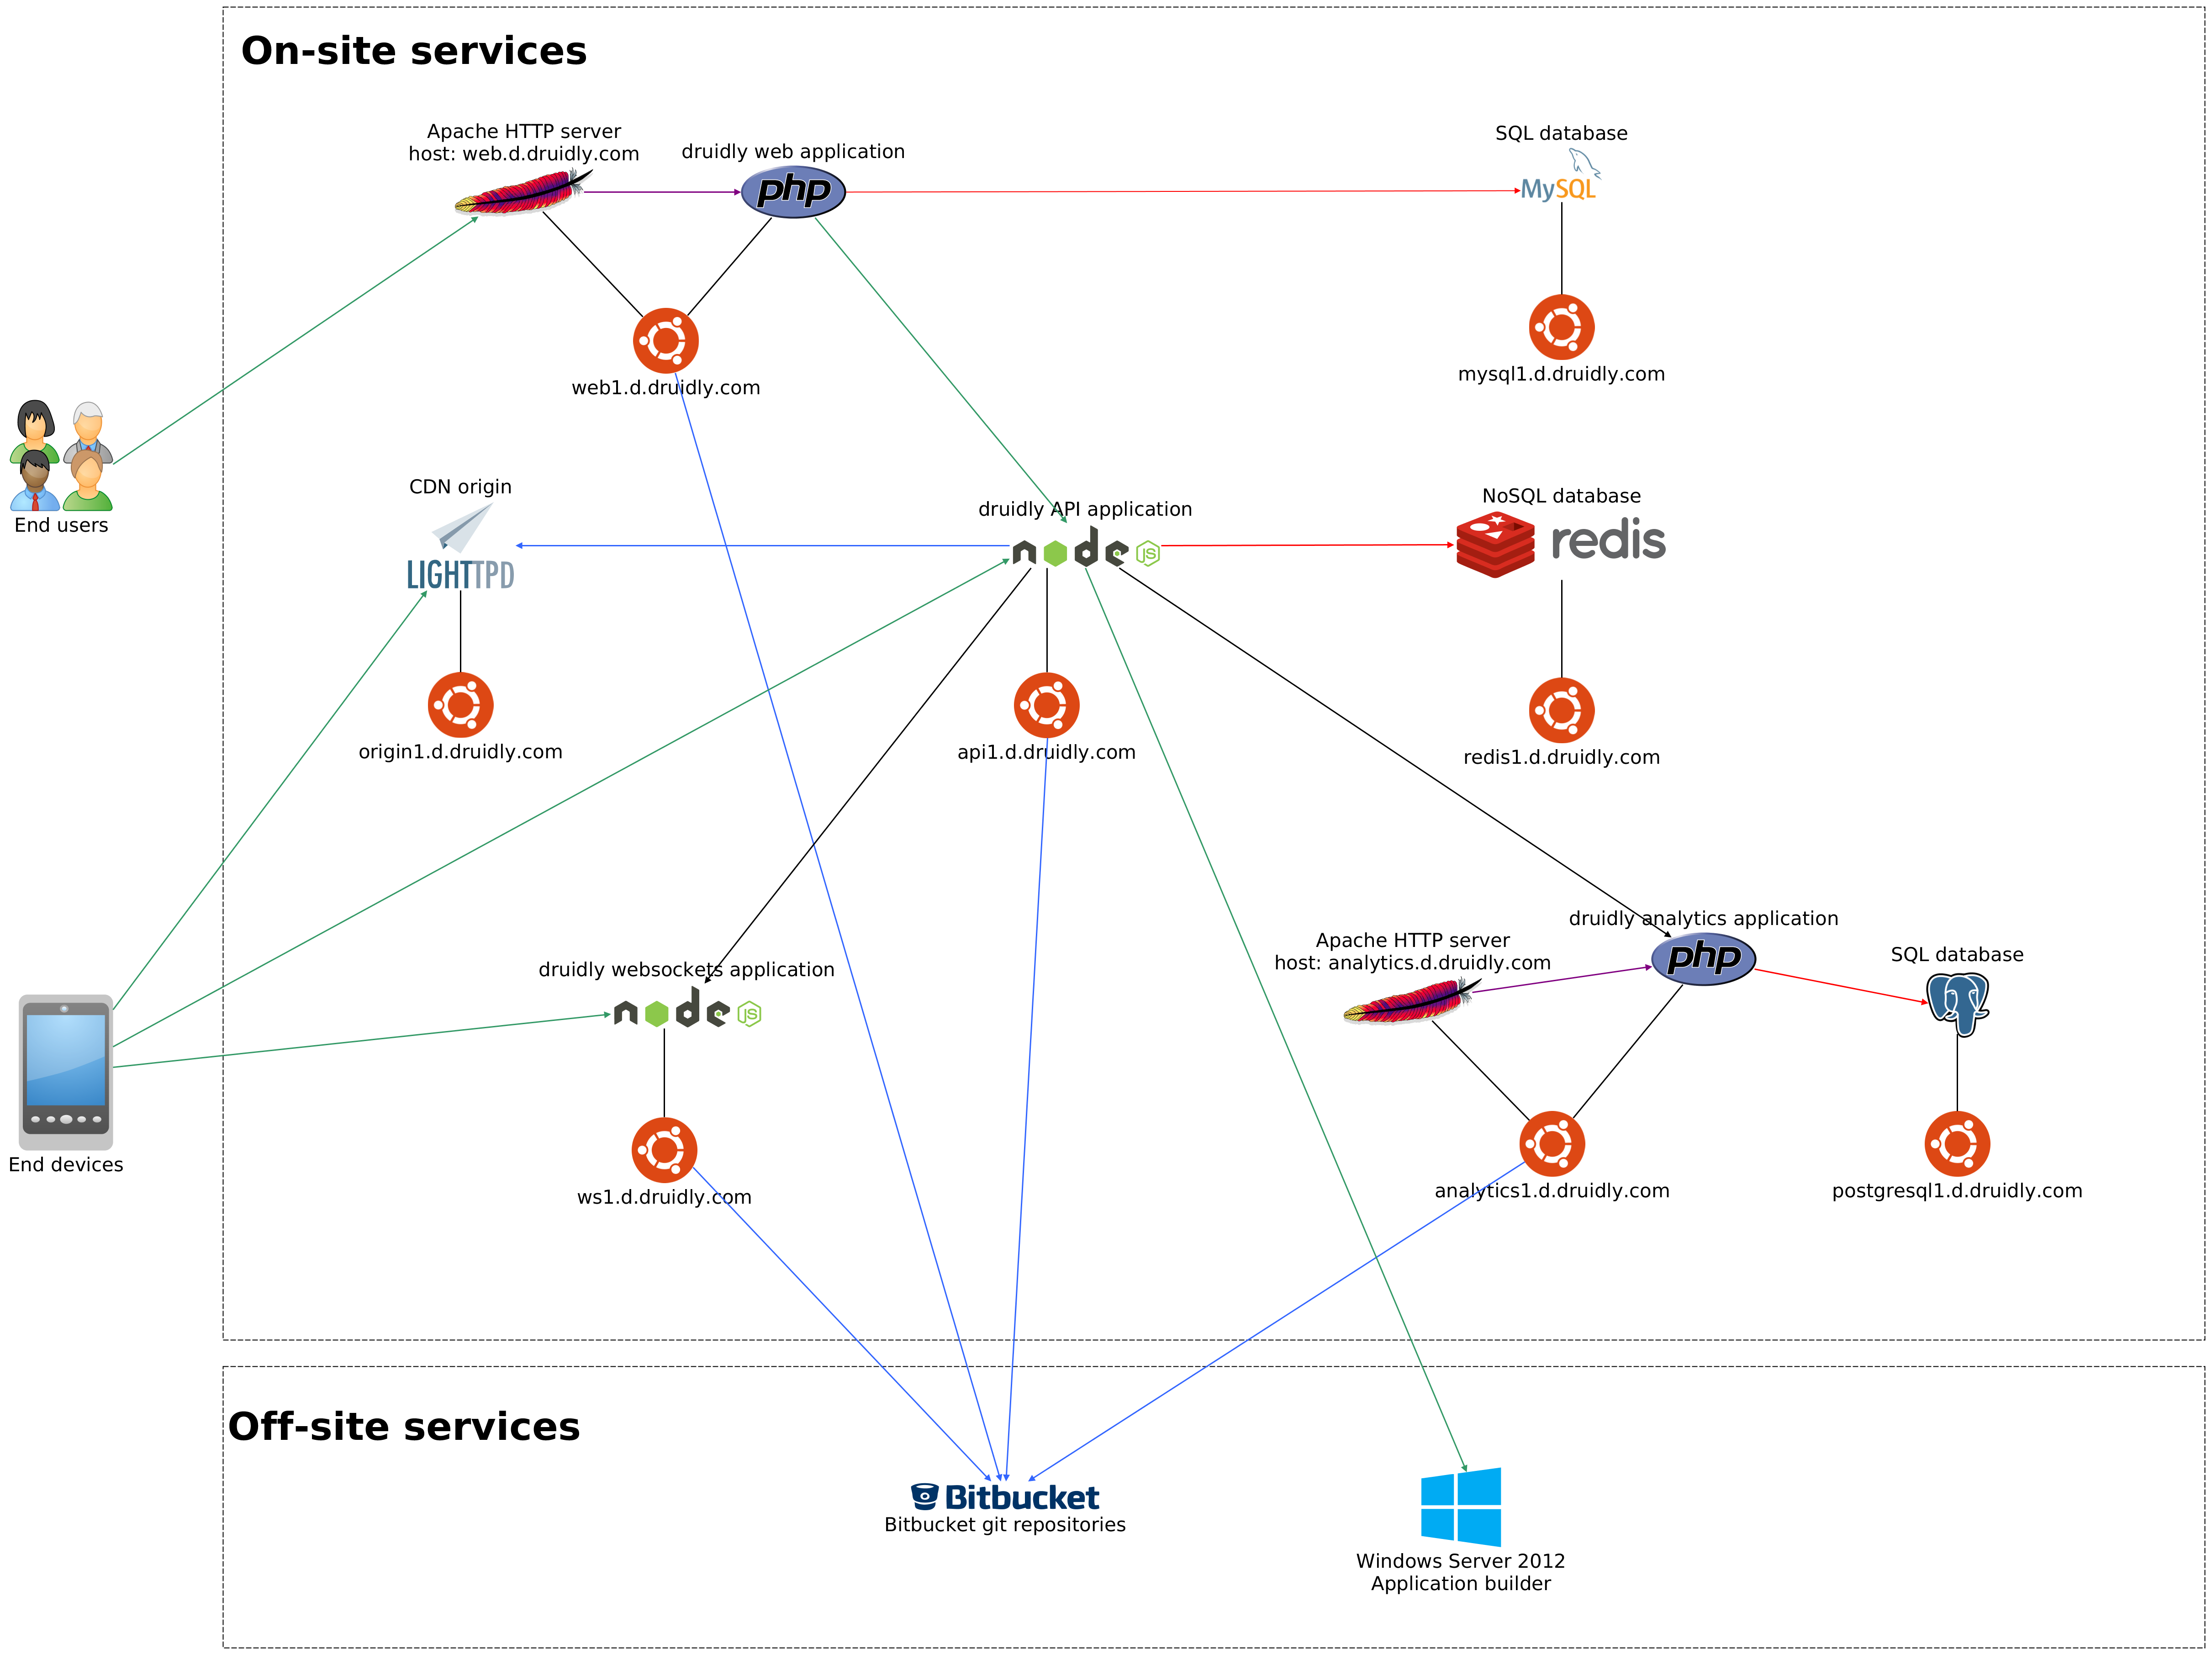 On-site services
Apache HTTP server
host: web.d.druidly.com
druidly web application
php
SQL database
MySQL
web1.d.druidly.com
mysql1.d.druidly.com
End users
CDN origin
LIGHTTPD
druidly API application
node
JS
NoSQL database
redis
origin1.d.druidly.com
api1.d.druidly.com
redis1.d.druidly.com
druidly websockets application
node
JS
Apache HTTP server
host: analytics.d.druidly.com
druidly analytics application
php
SQL database
End devices
ws1.d.druidly.com
analytics1.d.druidly.com
postgresql1.d.druidly.com
Off-site services
Bitbucket
Bitbucket git repositories
Windows Server 2012
Application builder